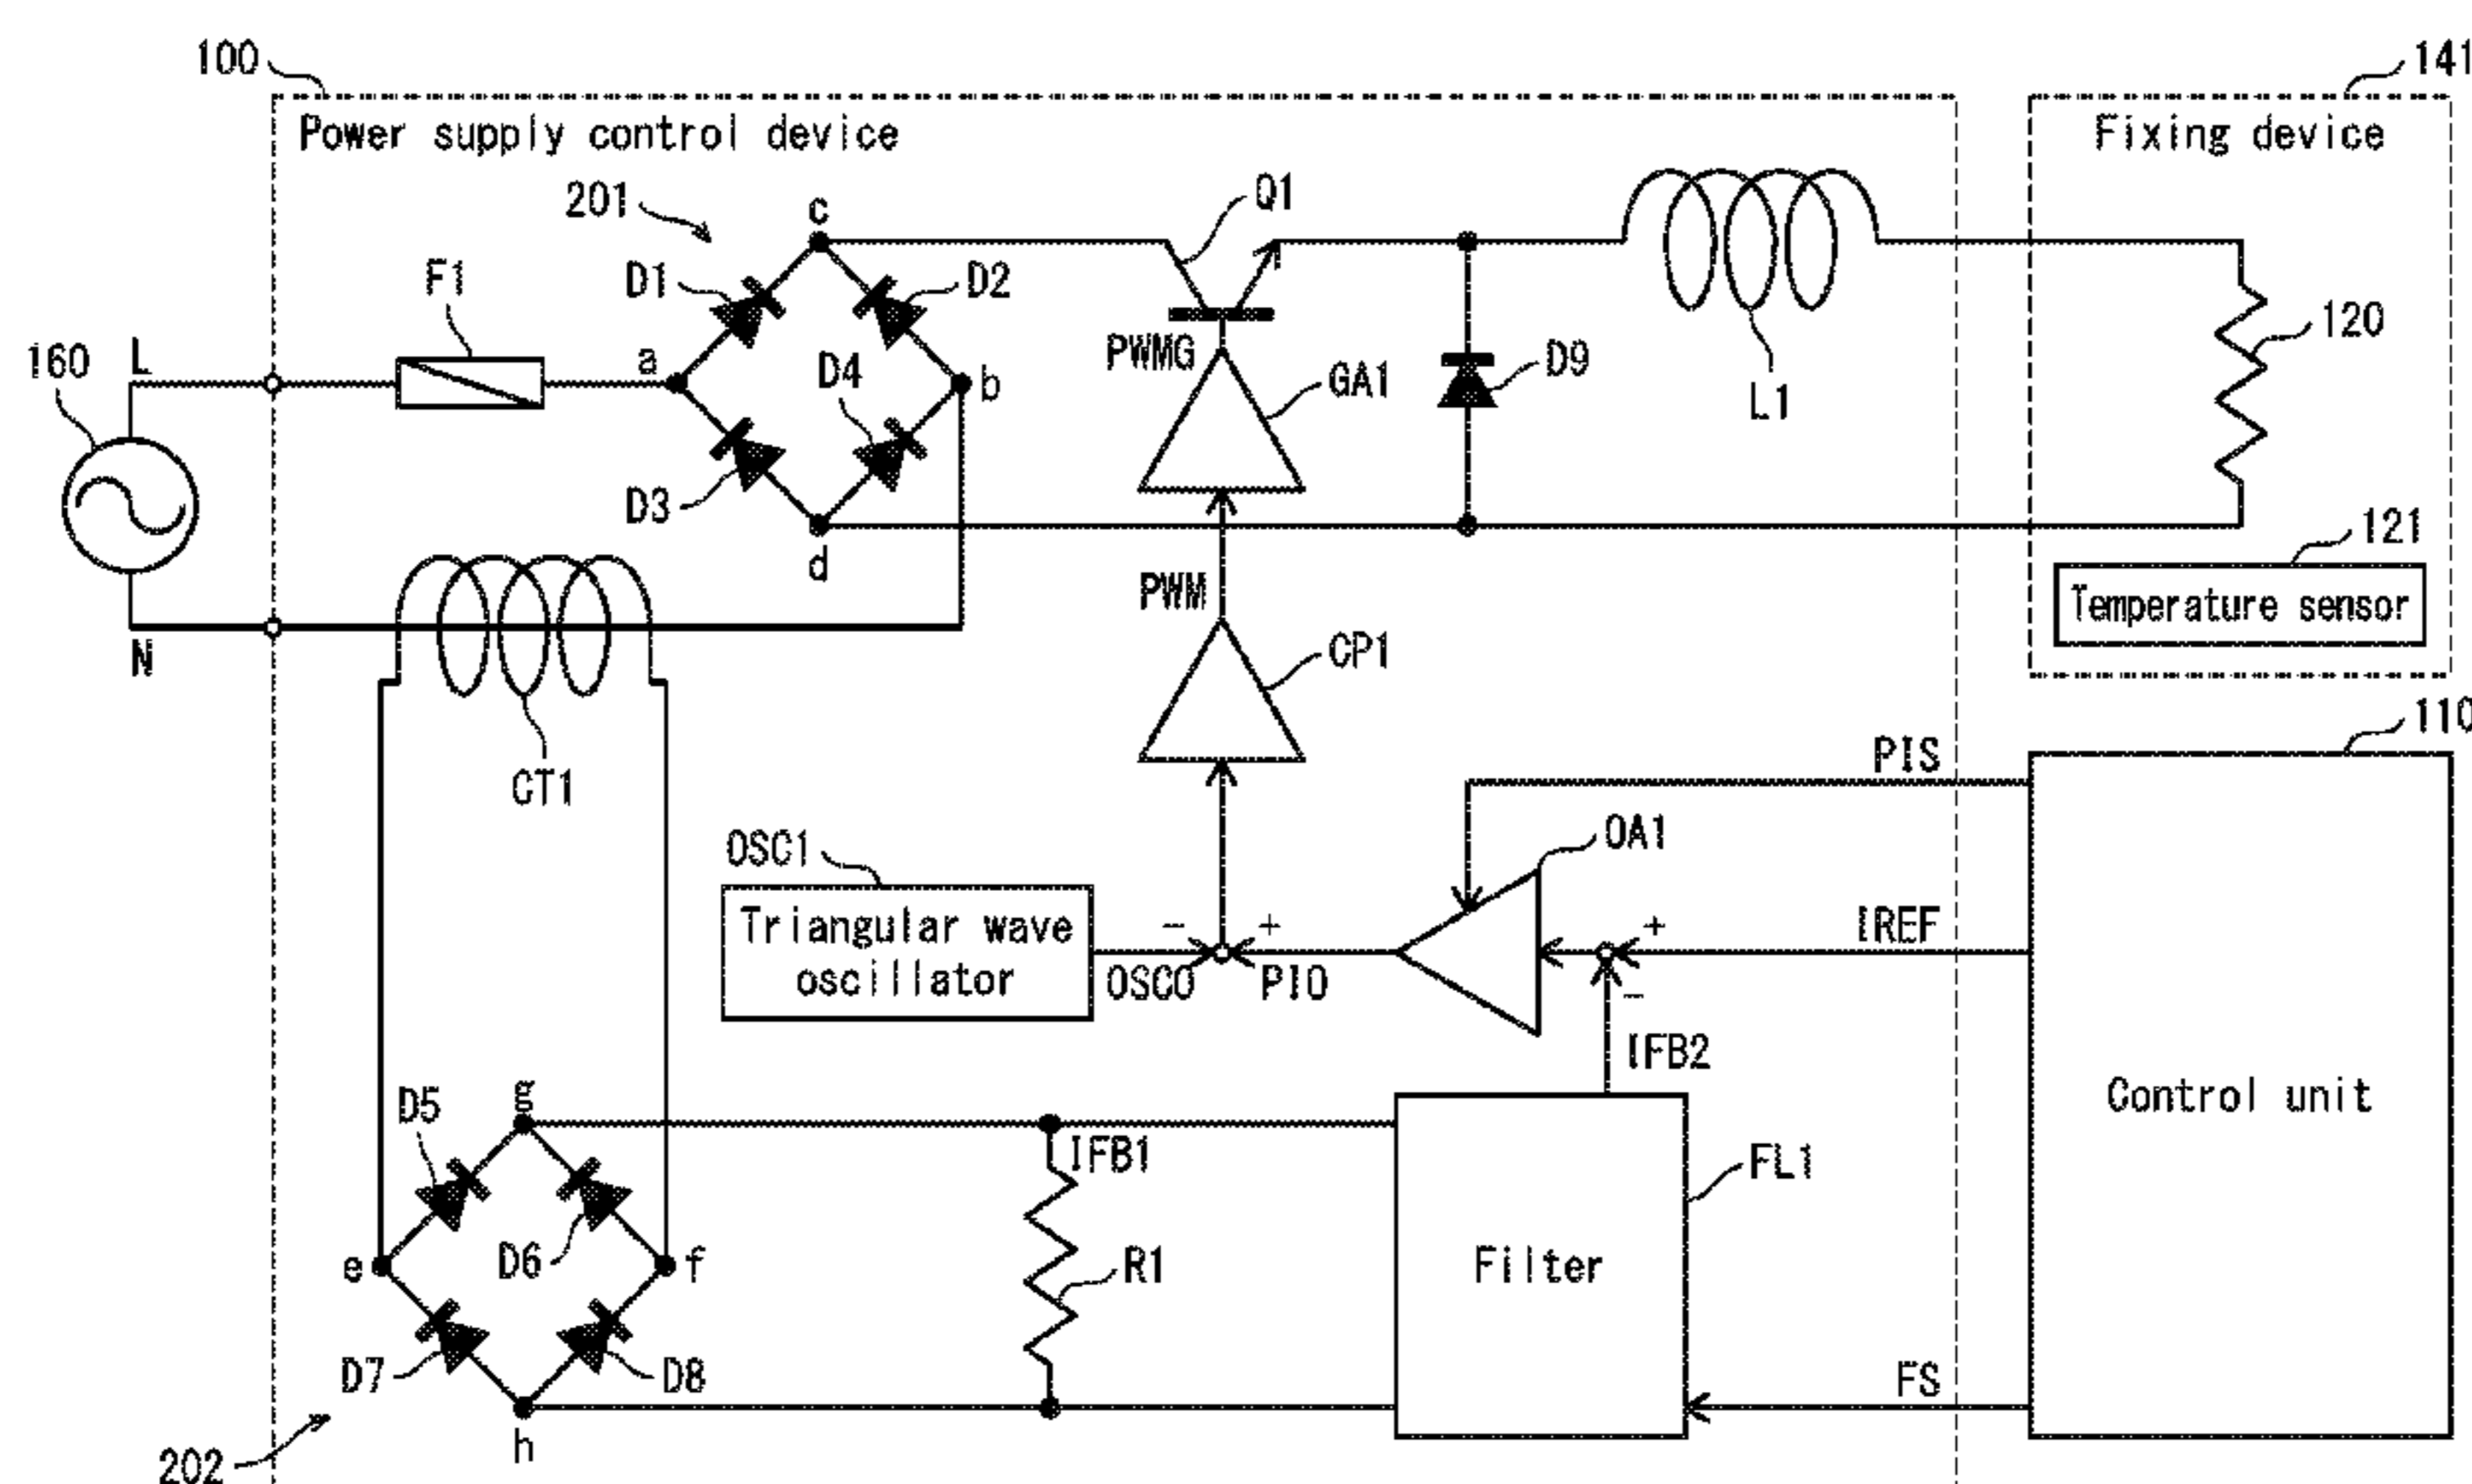 100
141
Power supply control device
Fixing device
201
c
Q1
F1
D1
D2
160
L
a
D4
b
PWMG
GA1
D9
L1
120
D3
d
121
Temperature sensor
PWM
N
CP1
110
CT1
PIS
OSC1
OA1
Triangular wave
oscillator
-
+
OSCO
PIO
+
IREF
-
IFB2
Control unit
D5
g
IFB1
FL1
e
D6
f
R1
Filter
D7
D8
FS
h
202